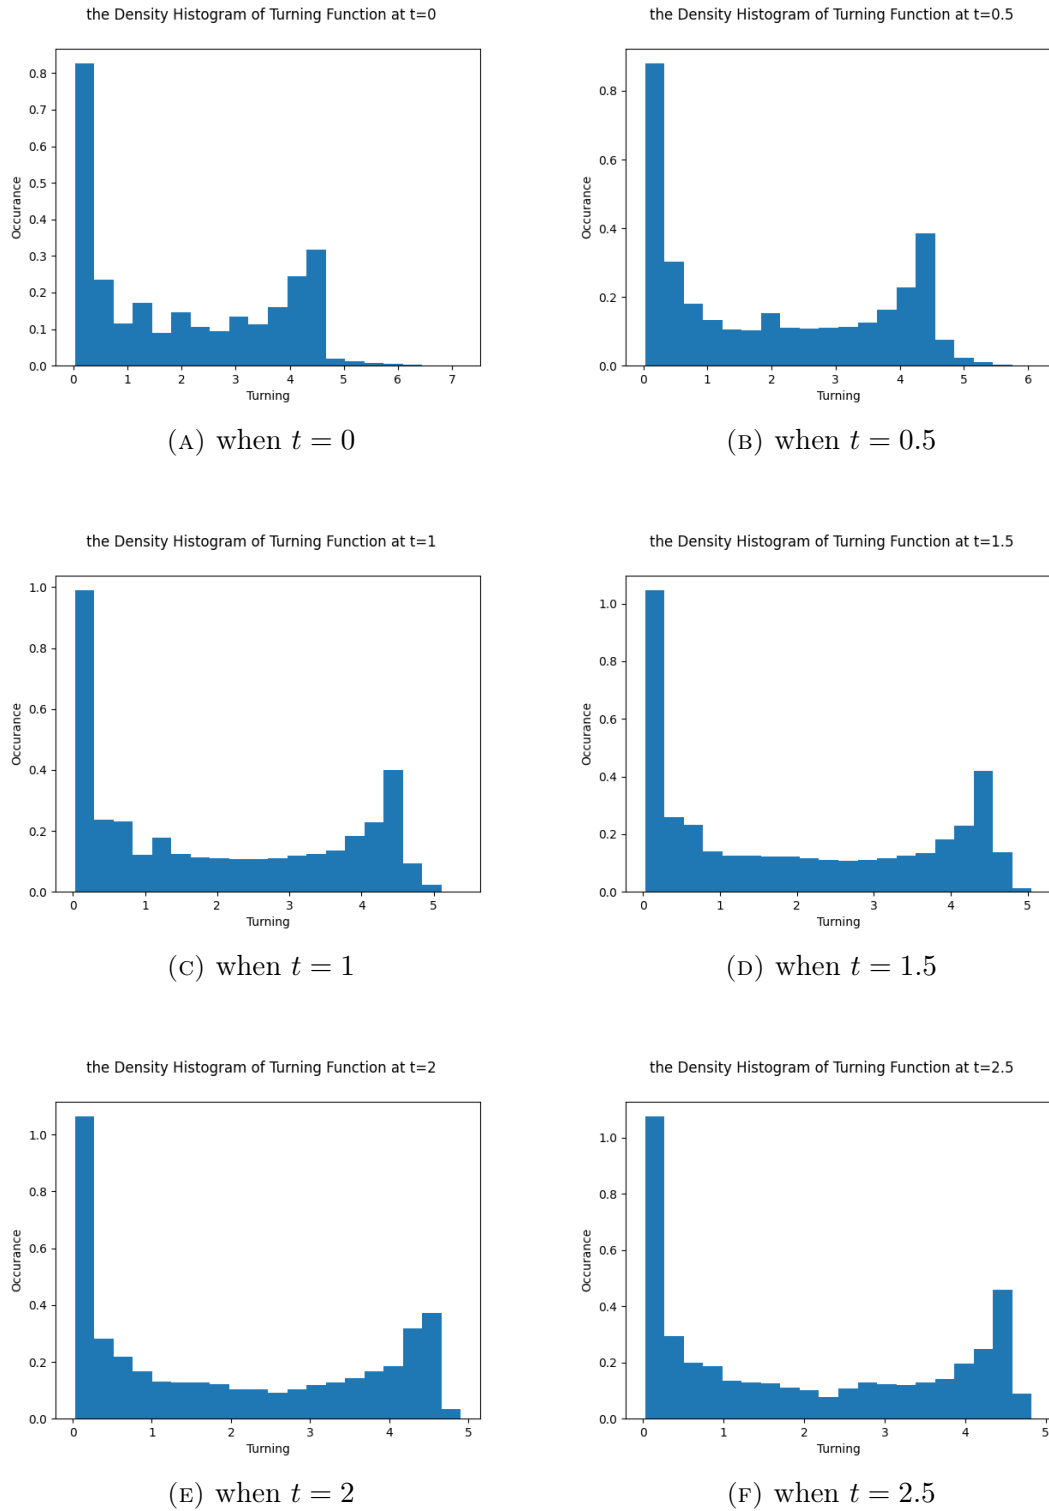 the Density Histogram of Turning Function at t=0
Occurance
0.8
0.7
0.6
0.5
0.4
0.3
0.2
0.1
0.0
0 1 2 3 4 5 6 7
Turning
(A) when t = 0
the Density Histogram of Turning Function at t=0.5
Occurance
0.8
0.6
0.4
0.2
0.0
0 1 2 3 4 5 6
Turning
(B) when t = 0.5
the Density Histogram of Turning Function at t=1
Occurance
1.0
0.8
0.6
0.4
0.2
0.0
0 1 2 3 4 5
Turning
(C) when t = 1
the Density Histogram of Turning Function at t=1.5
Occurance
1.0
0.8
0.6
0.4
0.2
0.0
0 1 2 3 4 5
Turning
(D) when t = 1.5
the Density Histogram of Turning Function at t=2
Occurance
1.0
0.8
0.6
0.4
0.2
0.0
0 1 2 3 4 5
Turning
(E) when t = 2
the Density Histogram of Turning Function at t=2.5
Occurance
1.0
0.8
0.6
0.4
0.2
0.0
0 1 2 3 4 5
Turning
(F) when t = 2.5